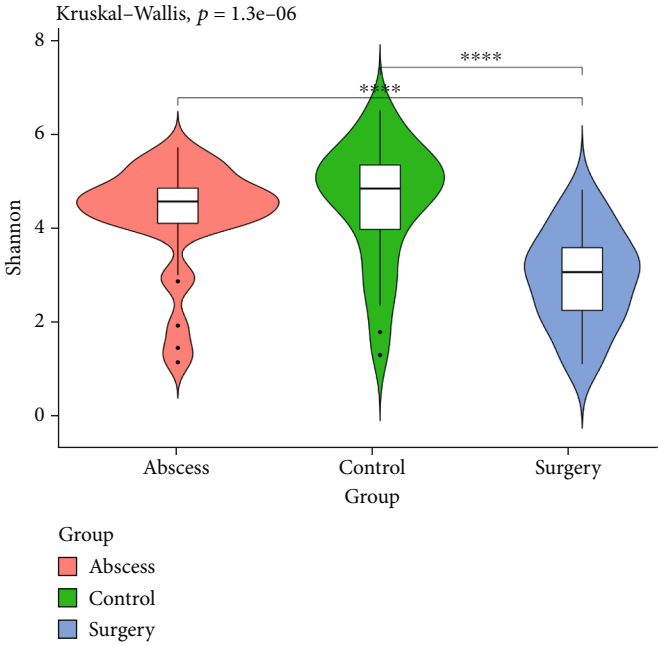 Kruskal–Wallis, p = 1.3e–06
****
****
8
6
4
2
0
Shannon
Abscess Control Surgery
Group
Group
Abscess
Control
Surgery